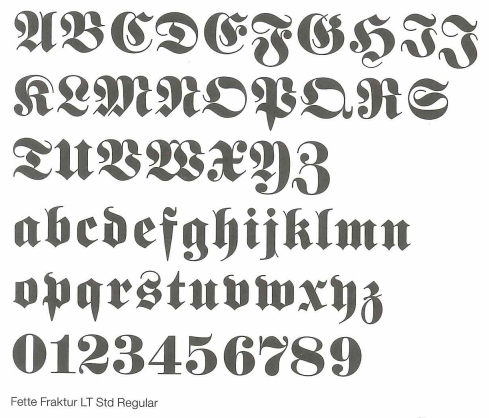 ABCDEFGHIJ
KLMNOPQRS
TUVWXYZ
abcdefghijklmn
opqrstuvwxyz
0123456789
Fette Fraktur LT Std Regular